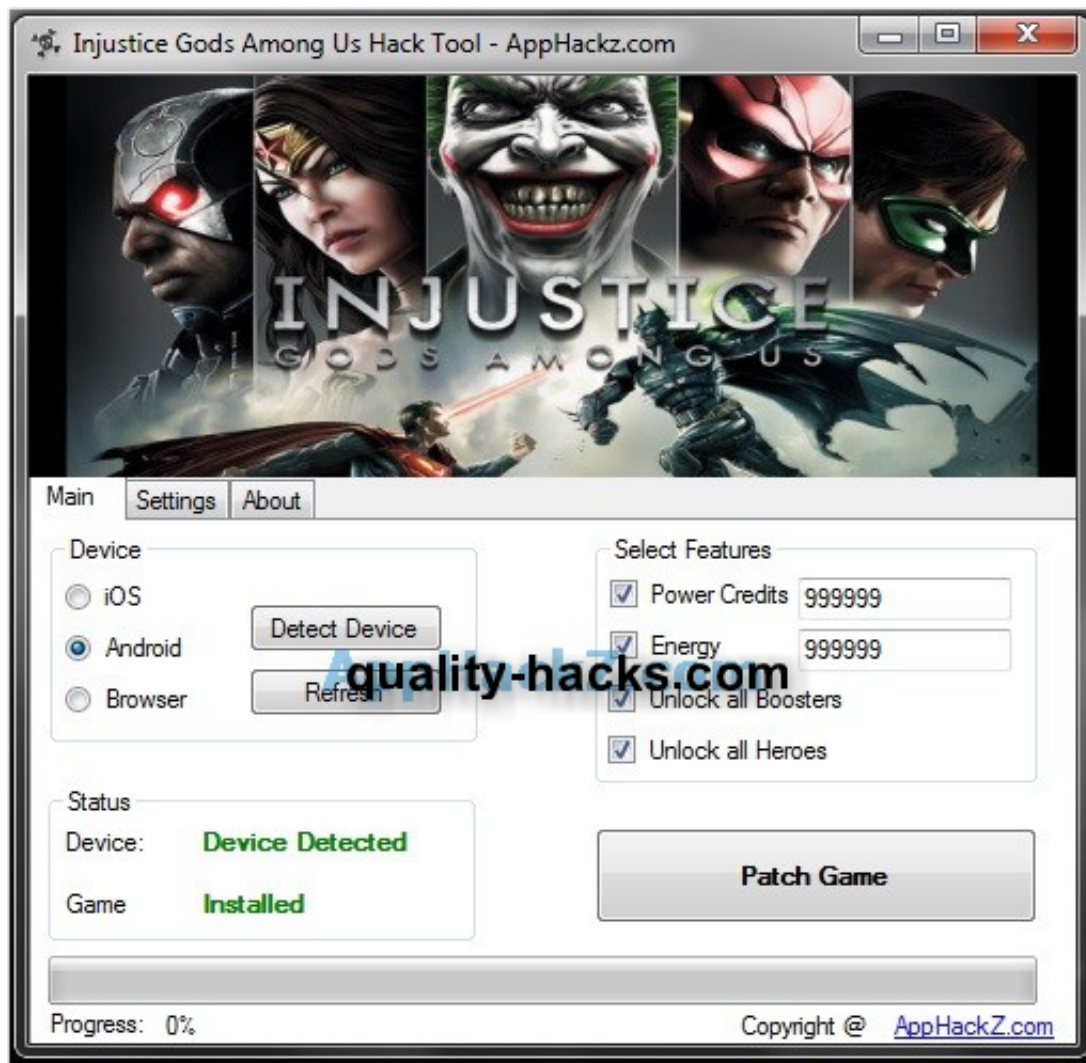 Injustice Gods Among Us Hack Tool - AppHackz.com
INJUSTICE
GODS AMONG US
Main Settings About
Device
iOS
Android
Browser
Detect Device
Refresh
Select Features
Power Credits 999999
Energy 999999
Unlock all Boosters
Unlock all Heroes
AppHackZ.com
quality-hacks.com
Status
Device: Device Detected
Game Installed
Patch Game
Progress: 0%
Copyright @ AppHackZ.com